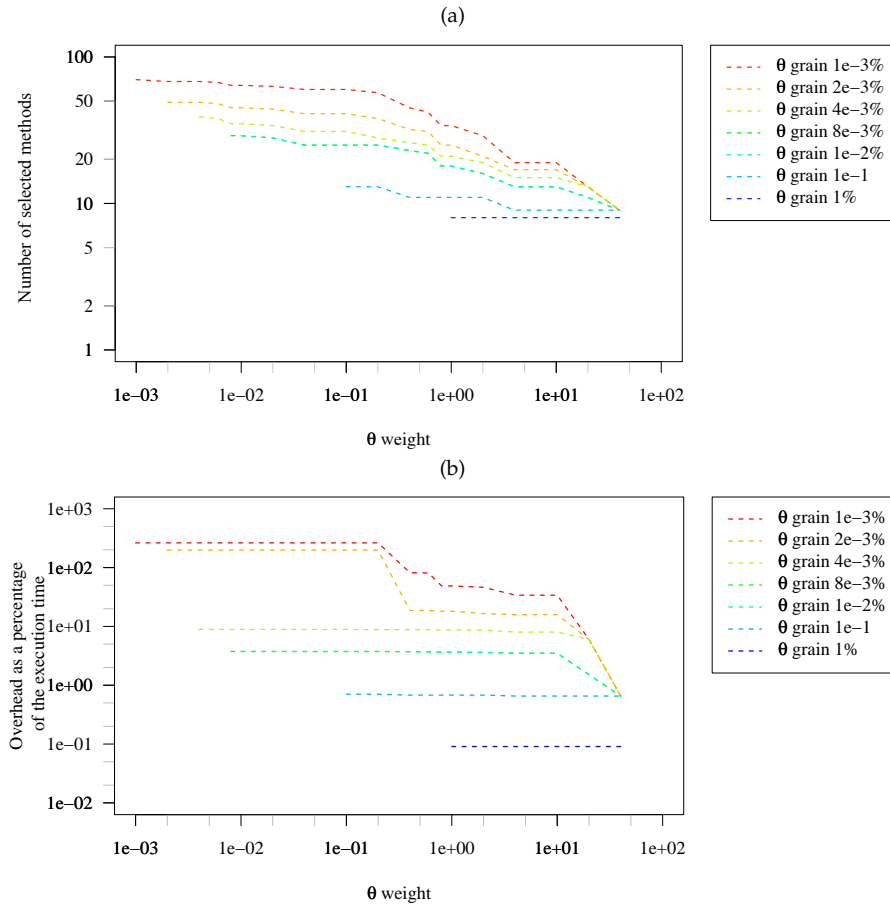 (a)
100
50
20
10
5
2
1
Number of selected methods
1e−03
1e−02
1e−01
1e+00
1e+01
1e+02
θ weight
θ grain 1e−3%
θ grain 2e−3%
θ grain 4e−3%
θ grain 8e−3%
θ grain 1e−2%
θ grain 1e−1
θ grain 1%
(b)
1e+03
1e+02
1e+01
1e+00
1e−01
1e−02
Overhead as a percentage
of the execution time
1e−03
1e−02
1e−01
1e+00
1e+01
1e+02
θ weight
θ grain 1e−3%
θ grain 2e−3%
θ grain 4e−3%
θ grain 8e−3%
θ grain 1e−2%
θ grain 1e−1
θ grain 1%